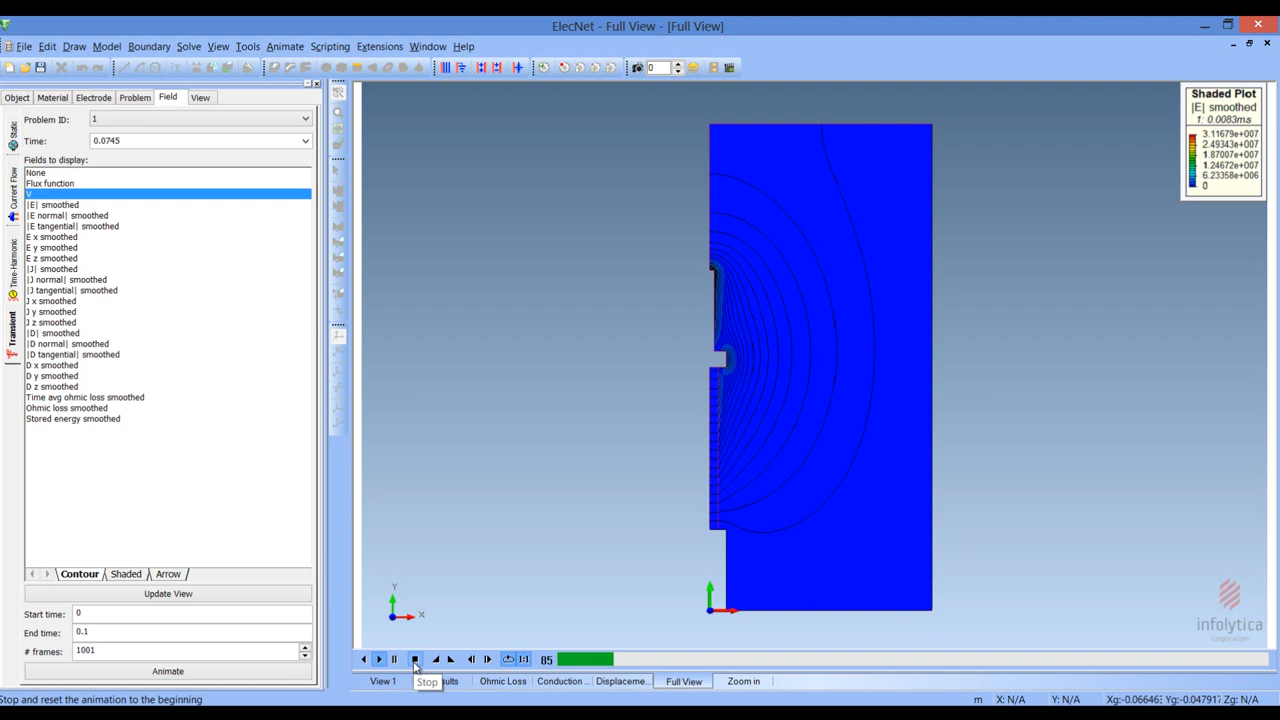 ElecNet - Full View - [Full View]
File Edit Draw Model Boundary Solve View Tools Animate Scripting Extensions Window Help
0
Object Material Electrode Problem Field View
Static
Current Flow
Time-Harmonic
Transient
Problem ID: 1
Time: 0.0745
Fields to display:
None
Flux function
V
|E| smoothed
|E normal| smoothed
|E tangential| smoothed
E x smoothed
E y smoothed
E z smoothed
|J| smoothed
|J normal| smoothed
|J tangential| smoothed
J x smoothed
J y smoothed
J z smoothed
|D| smoothed
|D normal| smoothed
|D tangential| smoothed
D x smoothed
D y smoothed
D z smoothed
Time avg ohmic loss smoothed
Ohmic loss smoothed
Stored energy smoothed
Contour Shaded Arrow
Update View
Start time: 0
End time: 0.1
# frames: 1001
Animate
Shaded Plot
|E| smoothed
1: 0.0083ms
3.11679e+007
2.49343e+007
1.87007e+007
1.24672e+007
6.23358e+006
0
Y
X
infolytica
corporation
1:1 85
View 1 sults Ohmic Loss Conduction ... Displaceme... Full View Zoom in
Stop
Stop and reset the animation to the beginning
m X: N/A Y: N/A Xg:-0.06646 Yg:-0.04791 Zg: N/A